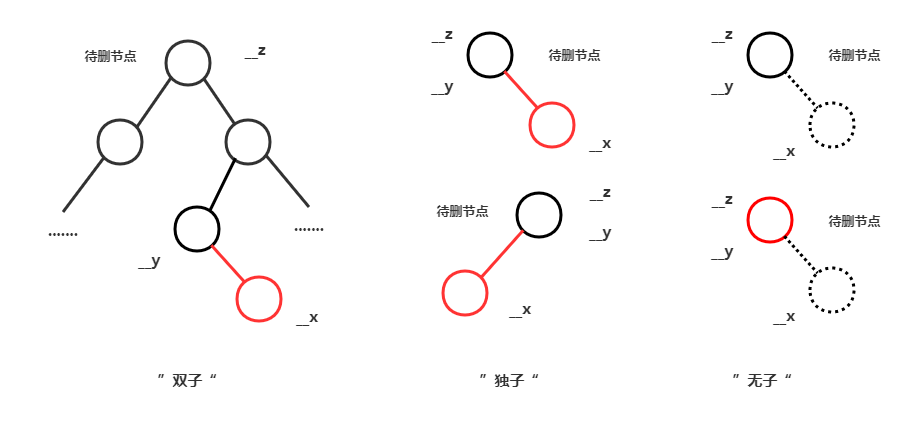 待删节点
__z
.......
.......
__y
__x
”双子“
__z
待删节点
__y
__x
__z
待删节点
__y
__x
”独子“
__z
待删节点
__y
__x
__z
待删节点
__y
__x
”无子“